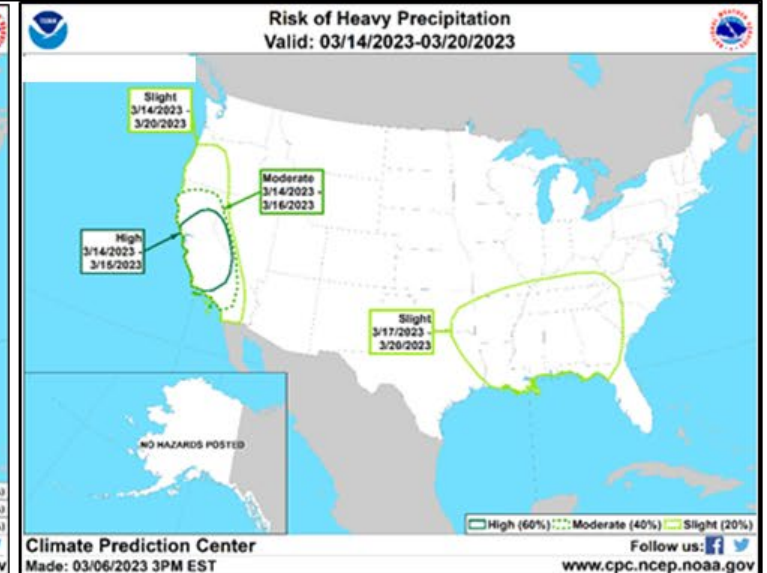 Risk of Heavy Precipitation
Valid: 03/14/2023-03/20/2023
Slight
3/14/2023 -
3/20/2023
Moderate
3/14/2023 -
3/16/2023
High
3/14/2023 -
3/15/2023
Slight
3/17/2023 -
3/20/2023
NO HAZARDS POSTED
High (60%) Moderate (40%) Slight (20%)
Climate Prediction Center
Follow us:
Made: 03/06/2023 3PM EST
www.cpc.ncep.noaa.gov